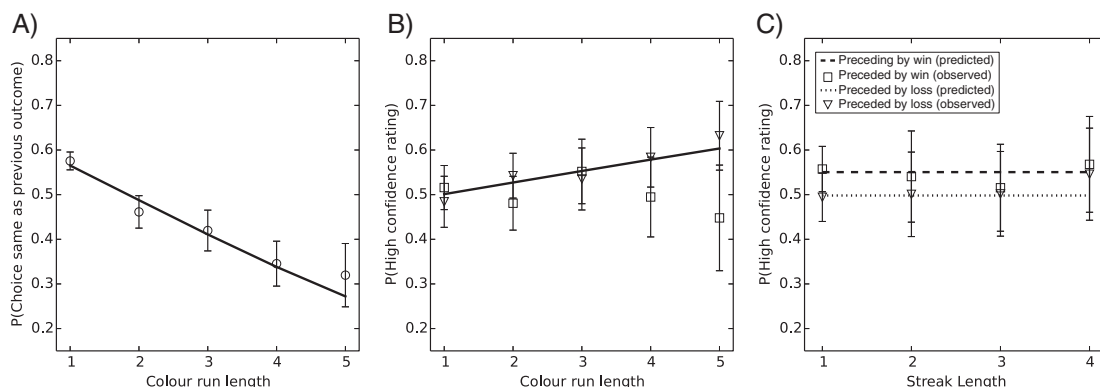 A)
P(Choice same as previous outcome)
0.8
0.7
0.6
0.5
0.4
0.3
0.2
1 2 3 4 5
Colour run length
B)
P(High confidence rating)
0.8
0.7
0.6
0.5
0.4
0.3
0.2
1 2 3 4 5
Colour run length
C)
P(High confidence rating)
0.8
0.7
0.6
0.5
0.4
0.3
0.2
Preceding by win (predicted)
Preceded by win (observed)
Preceded by loss (predicted)
Preceded by loss (observed)
1 2 3 4
Streak Length